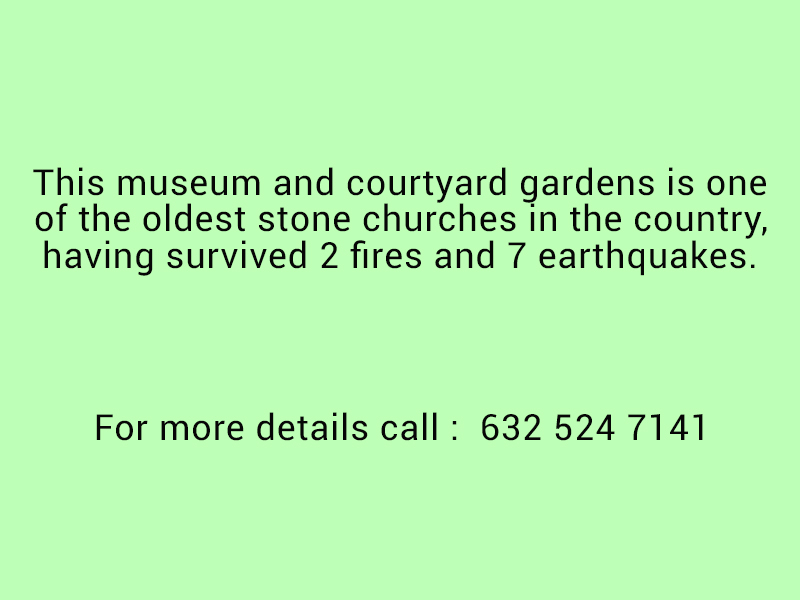 This museum and courtyard gardens is one
of the oldest stone churches in the country,
having survived 2 fires and 7 earthquakes.
For more details call :  632 524 7141